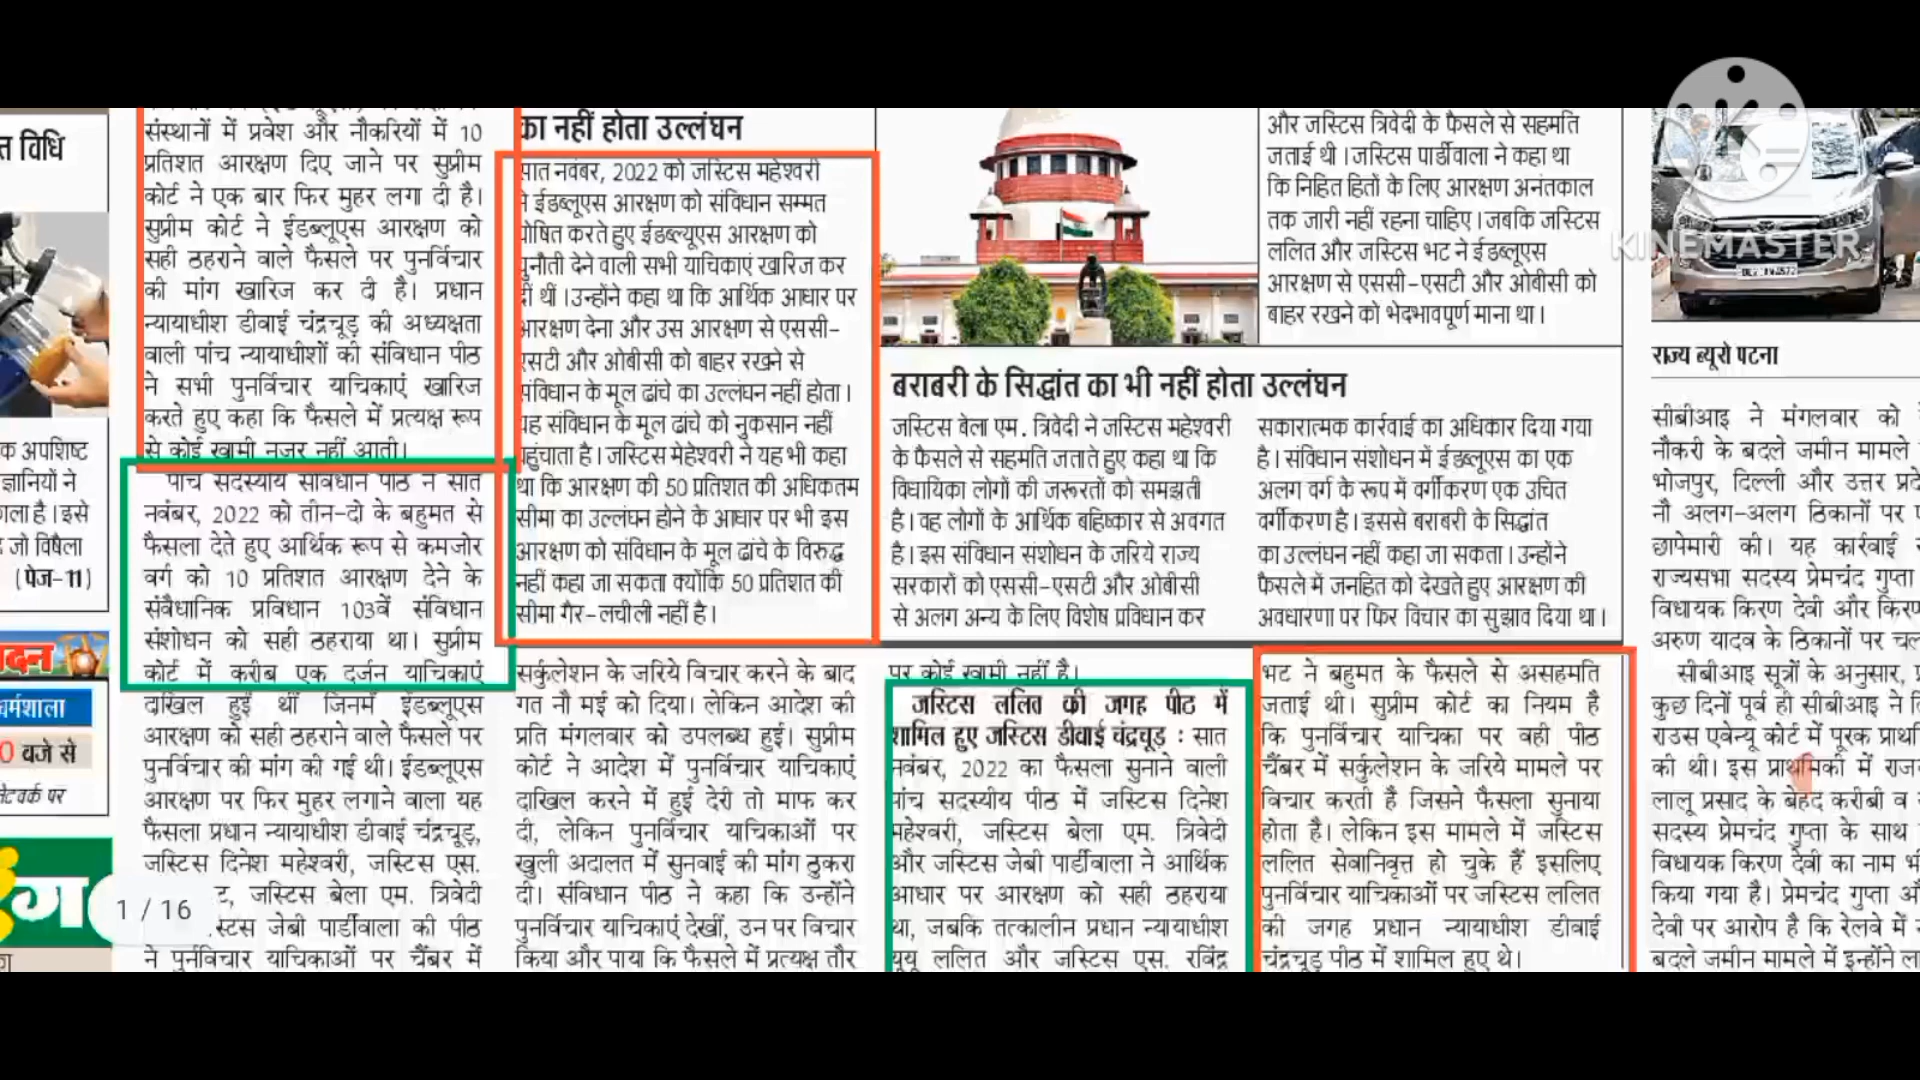 त विधि
क अपशिष्ट
ज्ञानियों ने
गला है। इसे
जो विषैला
(पेज-11)
धर्मशाला
0 बजे से
नेटवर्क पर
ग
1 / 16
संस्थानों में प्रवेश और नौकरियों में 10
प्रतिशत आरक्षण दिए जाने पर सुप्रीम
कोर्ट ने एक बार फिर मुहर लगा दी है।
सुप्रीम कोर्ट ने ईडब्लूएस आरक्षण को
सही ठहराने वाले फैसले पर पुनर्विचार
की मांग खारिज कर दी है। प्रधान
न्यायाधीश डीवाई चंद्रचूड़ की अध्यक्षता
वाली पांच न्यायाधीशों की संविधान पीठ
ने सभी पुनर्विचार याचिकाएं खारिज
करते हुए कहा कि फैसले में प्रत्यक्ष रूप
से कोई खामी नजर नहीं आती।
पांच सदस्यीय संविधान पीठ ने सात
नवंबर, 2022 को तीन-दो के बहुमत से
फैसला देते हुए आर्थिक रूप से कमजोर
वर्ग को 10 प्रतिशत आरक्षण देने के
संवैधानिक प्रविधान 103वें संविधान
संशोधन को सही ठहराया था। सुप्रीम
कोर्ट में करीब एक दर्जन याचिकाएं
दाखिल हुई थीं जिनमें ईडब्लूएस
आरक्षण को सही ठहराने वाले फैसले पर
पुनर्विचार की मांग की गई थी। ईडब्लूएस
आरक्षण पर फिर मुहर लगाने वाला यह
फैसला प्रधान न्यायाधीश डीवाई चंद्रचूड़,
जस्टिस दिनेश महेश्वरी, जस्टिस एस.
ट, जस्टिस बेला एम. त्रिवेदी
स्टिस जेबी पार्डीवाला की पीठ
ने पुनर्विचार याचिकाओं पर चैंबर में
का नहीं होता उल्लंघन
सात नवंबर, 2022 को जस्टिस महेश्वरी
ने ईडब्लूएस आरक्षण को संविधान सम्मत
घोषित करते हुए ईडब्ल्यूएस आरक्षण को
चुनौती देने वाली सभी याचिकाएं खारिज कर
दीं थीं। उन्होंने कहा था कि आर्थिक आधार पर
आरक्षण देना और उस आरक्षण से एससी-
एसटी और ओबीसी को बाहर रखने से
संविधान के मूल ढांचे का उल्लंघन नहीं होता।
यह संविधान के मूल ढांचे को नुकसान नहीं
पहुंचाता है। जस्टिस मेहेश्वरी ने यह भी कहा
था कि आरक्षण की 50 प्रतिशत की अधिकतम
सीमा का उल्लंघन होने के आधार पर भी इस
आरक्षण को संविधान के मूल ढांचे के विरुद्ध
नहीं कहा जा सकता क्योंकि 50 प्रतिशत की
सीमा गैर-लचीली नहीं है।
सर्कुलेशन के जरिये विचार करने के बाद
गत नौ मई को दिया। लेकिन आदेश की
प्रति मंगलवार को उपलब्ध हुई। सुप्रीम
कोर्ट ने आदेश में पुनर्विचार याचिकाएं
दाखिल करने में हुई देरी तो माफ कर
दी, लेकिन पुनर्विचार याचिकाओं पर
खुली अदालत में सुनवाई की मांग ठुकरा
दी। संविधान पीठ ने कहा कि उन्होंने
पुनर्विचार याचिकाएं देखीं, उन पर विचार
किया और पाया कि फैसले में प्रत्यक्ष तौर
और जस्टिस त्रिवेदी के फैसले से सहमति
जताई थी। जस्टिस पार्डीवाला ने कहा था
कि निहित हितों के लिए आरक्षण अनंतकाल
तक जारी नहीं रहना चाहिए। जबकि जस्टिस
ललित और जस्टिस भट ने ईडब्लूएस
आरक्षण से एससी-एसटी और ओबीसी को
बाहर रखने को भेदभावपूर्ण माना था।
बराबरी के सिद्धांत का भी नहीं होता उल्लंघन
जस्टिस बेला एम. त्रिवेदी ने जस्टिस महेश्वरी
के फैसले से सहमति जताते हुए कहा था कि
विधायिका लोगों की जरूरतों को समझती
है। वह लोगों के आर्थिक बहिष्कार से अवगत
है। इस संविधान संशोधन के जरिये राज्य
सरकारों को एससी-एसटी और ओबीसी
से अलग अन्य के लिए विशेष प्रविधान कर
सकारात्मक कार्रवाई का अधिकार दिया गया
है। संविधान संशोधन में ईडब्लूएस का एक
अलग वर्ग के रूप में वर्गीकरण एक उचित
वर्गीकरण है। इससे बराबरी के सिद्धांत
का उल्लंघन नहीं कहा जा सकता। उन्होंने
फैसले में जनहित को देखते हुए आरक्षण की
अवधारणा पर फिर विचार का सुझाव दिया था।
पर कोई खामी नहीं है।
जस्टिस ललित की जगह पीट में
शामिल हुए जस्टिस डीवाई चंद्रचूड़ : सात
नवंबर, 2022 का फैसला सुनाने वाली
पांच सदस्यीय पीठ में जस्टिस दिनेश
महेश्वरी, जस्टिस बेला एम. त्रिवेदी
और जस्टिस जेबी पार्डीवाला ने आर्थिक
आधार पर आरक्षण को सही ठहराया
था, जबकि तत्कालीन प्रधान न्यायाधीश
यूयू ललित और जस्टिस एस. रविंद्र
भट ने बहुमत के फैसले से असहमति
जताई थी। सुप्रीम कोर्ट का नियम है
कि पुनर्विचार याचिका पर वही पीठ
चैंबर में सर्कुलेशन के जरिये मामले पर
विचार करती है जिसने फैसला सुनाया
होता है। लेकिन इस मामले में जस्टिस
ललित सेवानिवृत्त हो चुके हैं इसलिए
पुनर्विचार याचिकाओं पर जस्टिस ललित
की जगह प्रधान न्यायाधीश डीवाई
चंद्रचूड़ पीठ में शामिल हुए थे।
KINEMASTER
राज्य ब्यूरो पटना
सीबीआइ ने मंगलवार को
नौकरी के बदले जमीन मामले
भोजपुर, दिल्ली और उत्तर प्रदे
नौ अलग-अलग ठिकानों पर ए
छापेमारी की। यह कार्रवाई
राज्यसभा सदस्य प्रेमचंद गुप्ता
विधायक किरण देवी और किरण
अरुण यादव के ठिकानों पर चल
सीबीआइ सूत्रों के अनुसार,
कुछ दिनों पूर्व ही सीबीआइ ने दि
राउस एवेन्यू कोर्ट में पूरक प्राथमि
की थी। इस प्राथमिकी में राज
लालू प्रसाद के बेहद करीबी व
सदस्य प्रेमचंद गुप्ता के साथ
विधायक किरण देवी का नाम भी
किया गया है। प्रेमचंद गुप्ता औ
देवी पर आरोप है कि रेलवे में न
बदले जमीन मामले में इन्होंने ला